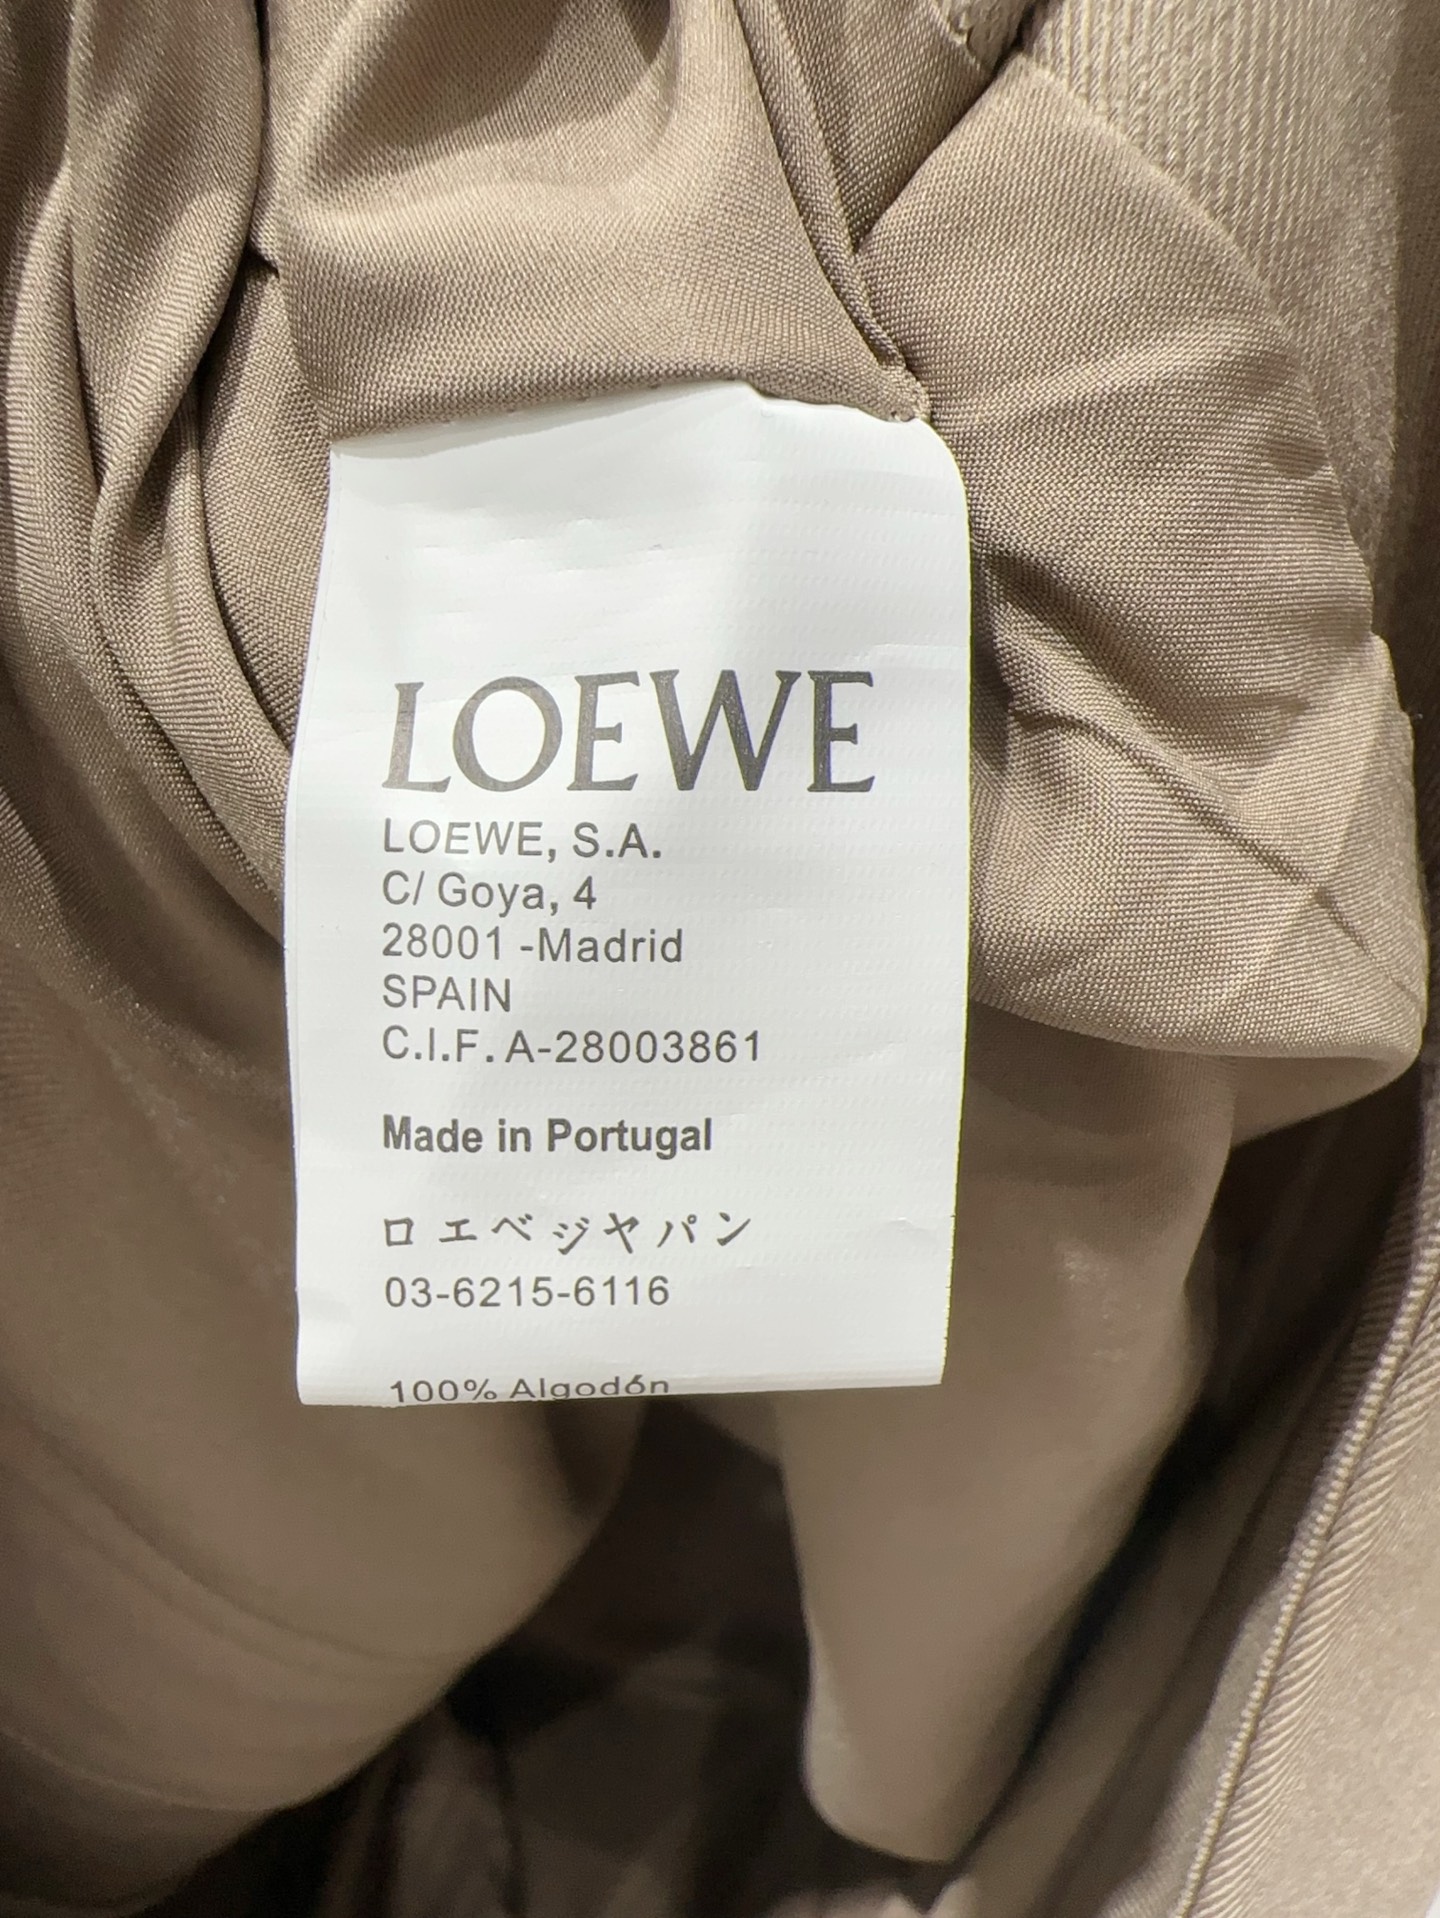 LOEWE
LOEWE, S.A.
C/ Goya, 4
28001 -Madrid
SPAIN
C.I.F. A-28003861
Made in Portugal
ロエベジヤパン
03-6215-6116
100% Algodón